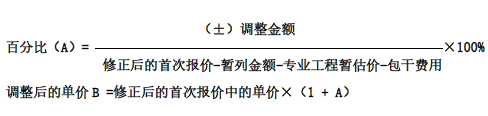 （±）调整金额
百分比（A）=
×100%
修正后的首次报价-暂列金额-专业工程暂估价-包干费用
调整后的单价 B =修正后的首次报价中的单价×（1 + A）